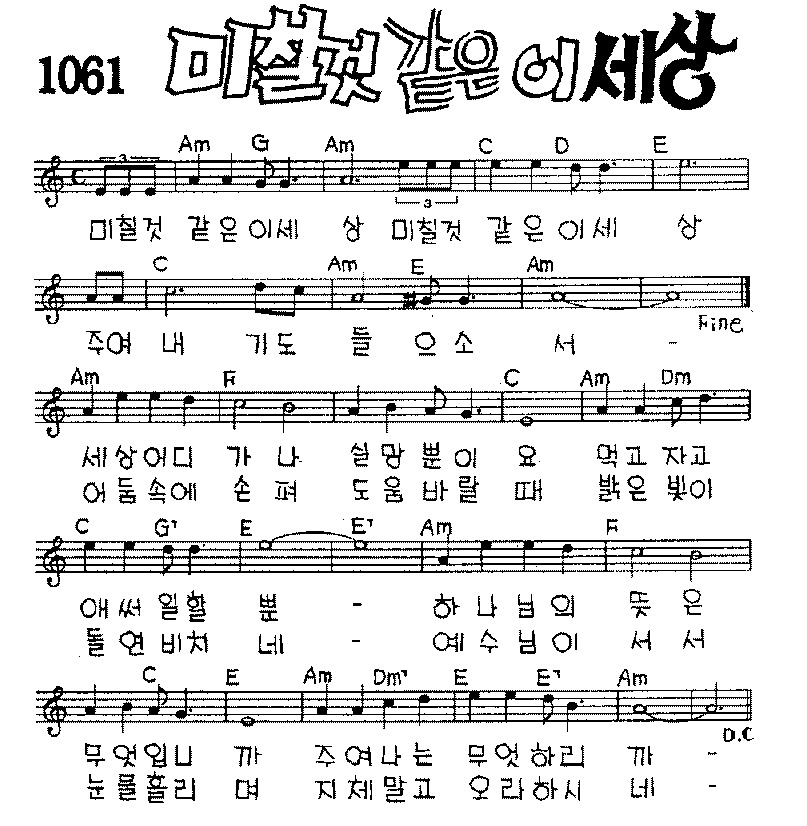 1061 미칠것 같은 이 세상
Am G Am C D E
3 3
미칠것 같은이세 상 미칠것 같은이세 상
C Am E Am
Fine
주여 내 기도 들 으소 서 -
Am F C Am Dm
세상어디 가 나 실망뿐이 요 먹고자고
어둠속에 손 펴 도움바랄 때 밝은빛이
C G7 E E7 Am F
애써일할 뿐 - 하나님의 뜻 은
돌연비치 네 - 예수님이 서 서
C E Am Dm7 E E7 Am
D.C
무엇입니 까 주여나는 무엇하리 까 -
눈물흘리 며 지체말고 오라하시 네 -